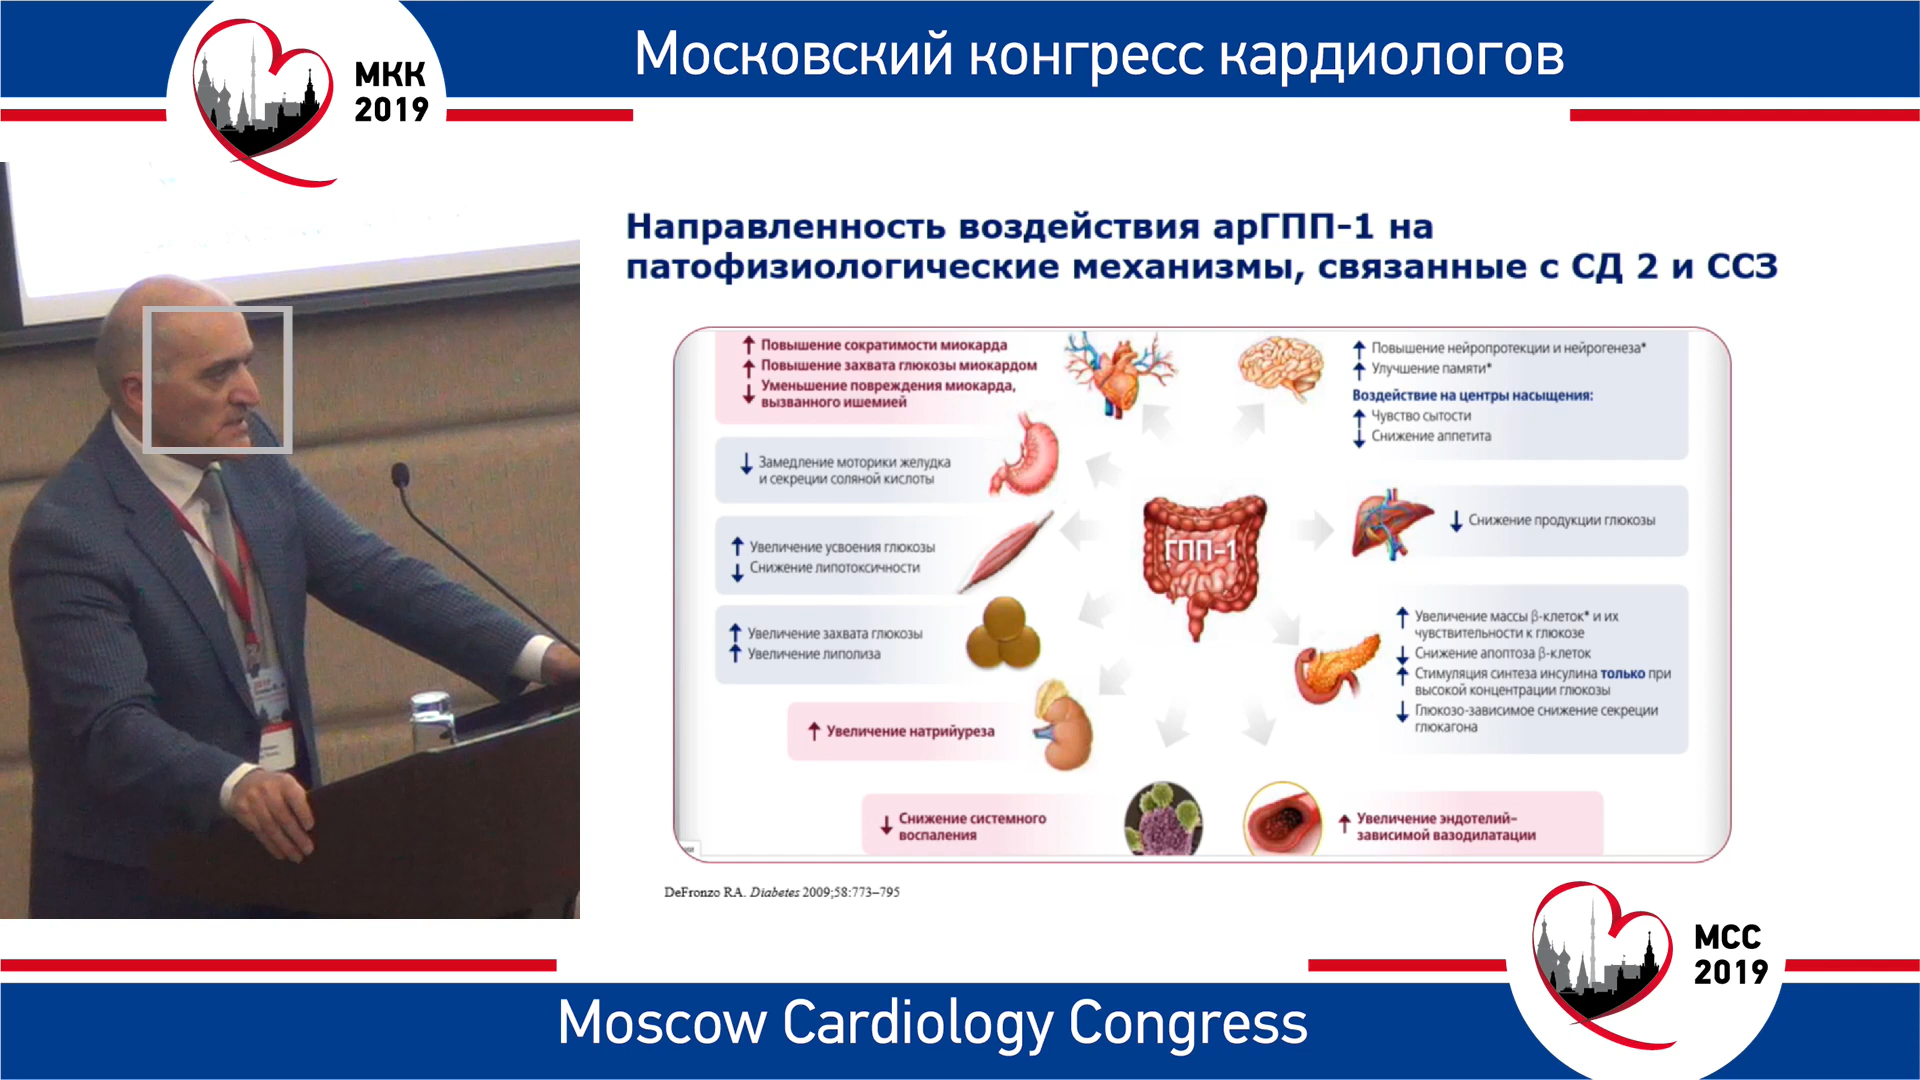 МКК
2019
Московский конгресс кардиологов
Направленность воздействия арГПП-1 на
патофизиологические механизмы, связанные с СД 2 и ССЗ
↑ Повышение сократимости миокарда
↑ Повышение захвата глюкозы миокардом
↓ Уменьшение повреждения миокарда,
вызванного ишемией
↓ Замедление моторики желудка
и секреции соляной кислоты
↑ Увеличение усвоения глюкозы
↓ Снижение липотоксичности
↑ Увеличение захвата глюкозы
↑ Увеличение липолиза
↑ Увеличение натрийуреза
↓ Снижение системного
воспаления
ГПП-1
↑ Повышение нейропротекции и нейрогенеза*
↑ Улучшение памяти*
Воздействие на центры насыщения:
↑ Чувство сытости
↓ Снижение аппетита
↓ Снижение продукции глюкозы
↑ Увеличение массы β-клеток* и их
чувствительности к глюкозе
↓ Снижение апоптоза β-клеток
↑ Стимуляция синтеза инсулина только при
высокой концентрации глюкозы
↓ Глюкозо-зависимое снижение секреции
глюкагона
↑ Увеличение эндотелий-
зависимой вазодилатации
DeFronzo RA. Diabetes 2009;58:773–795
MCC
2019
Moscow Cardiology Congress